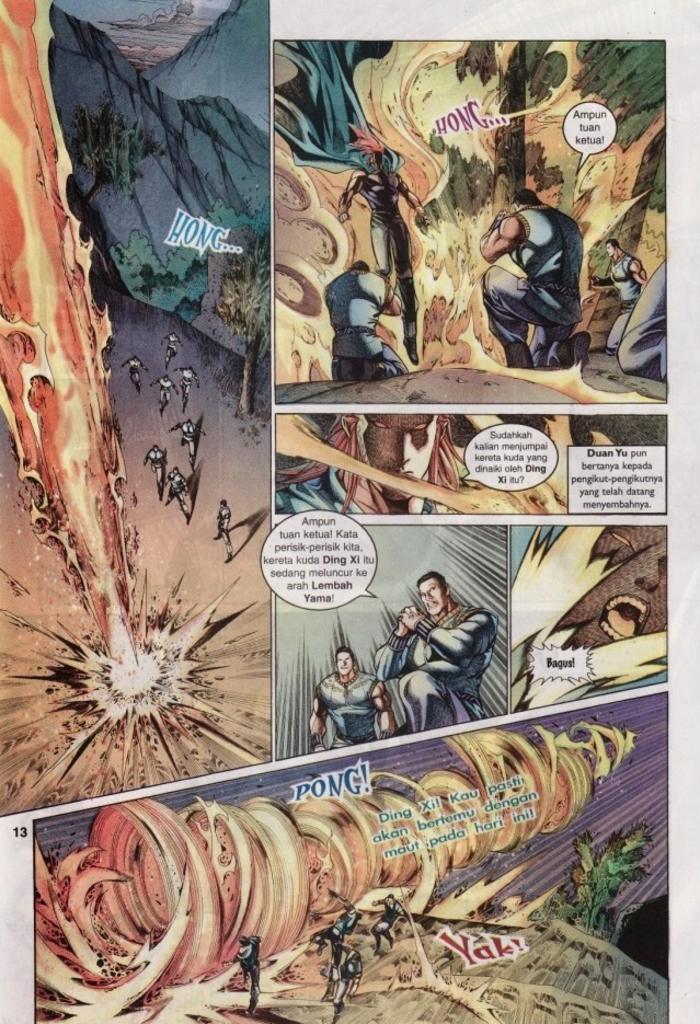 HONG...
HONG...
Ampun
tuan
ketua!
Sudahkah
kalian menjumpai
kereta kuda yang
dinaiki oleh Ding
Xi itu?
Duan Yu pun
bertanya kepada
pengikut-pengikutnya
yang telah datang
menyembahnya.
Ampun
tuan ketua! Kata
perisik-perisik kita,
kereta kuda Ding Xi itu
sedang meluncur ke
arah Lembah
Yama!
Bagus!
PONG!
Ding Xi! Kau pasti
akan bertemu dengan
maut pada hari ini!
Yak!
13